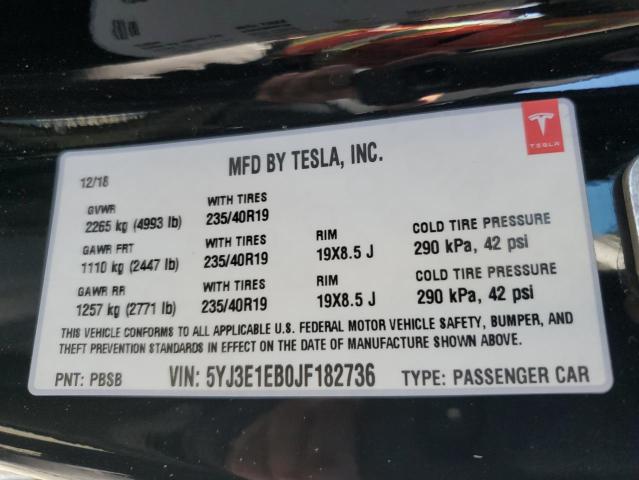 MFD BY TESLA, INC.
TESLA
12/18
GVWR
2265 kg (4993 lb)
WITH TIRES
235/40R19
GAWR FRT
1110 kg (2447 lb)
WITH TIRES
235/40R19
RIM
19X8.5 J
COLD TIRE PRESSURE
290 kPa, 42 psi
GAWR RR
1257 kg (2771 lb)
WITH TIRES
235/40R19
RIM
19X8.5 J
COLD TIRE PRESSURE
290 kPa, 42 psi
THIS VEHICLE CONFORMS TO ALL APPLICABLE U.S. FEDERAL MOTOR VEHICLE SAFETY, BUMPER, AND
THEFT PREVENTION STANDARDS IN EFFECT ON THE DATE OF MANUFACTURE SHOWN ABOVE.
PNT: PBSB
VIN: 5YJ3E1EB0JF182736
TYPE: PASSENGER CAR